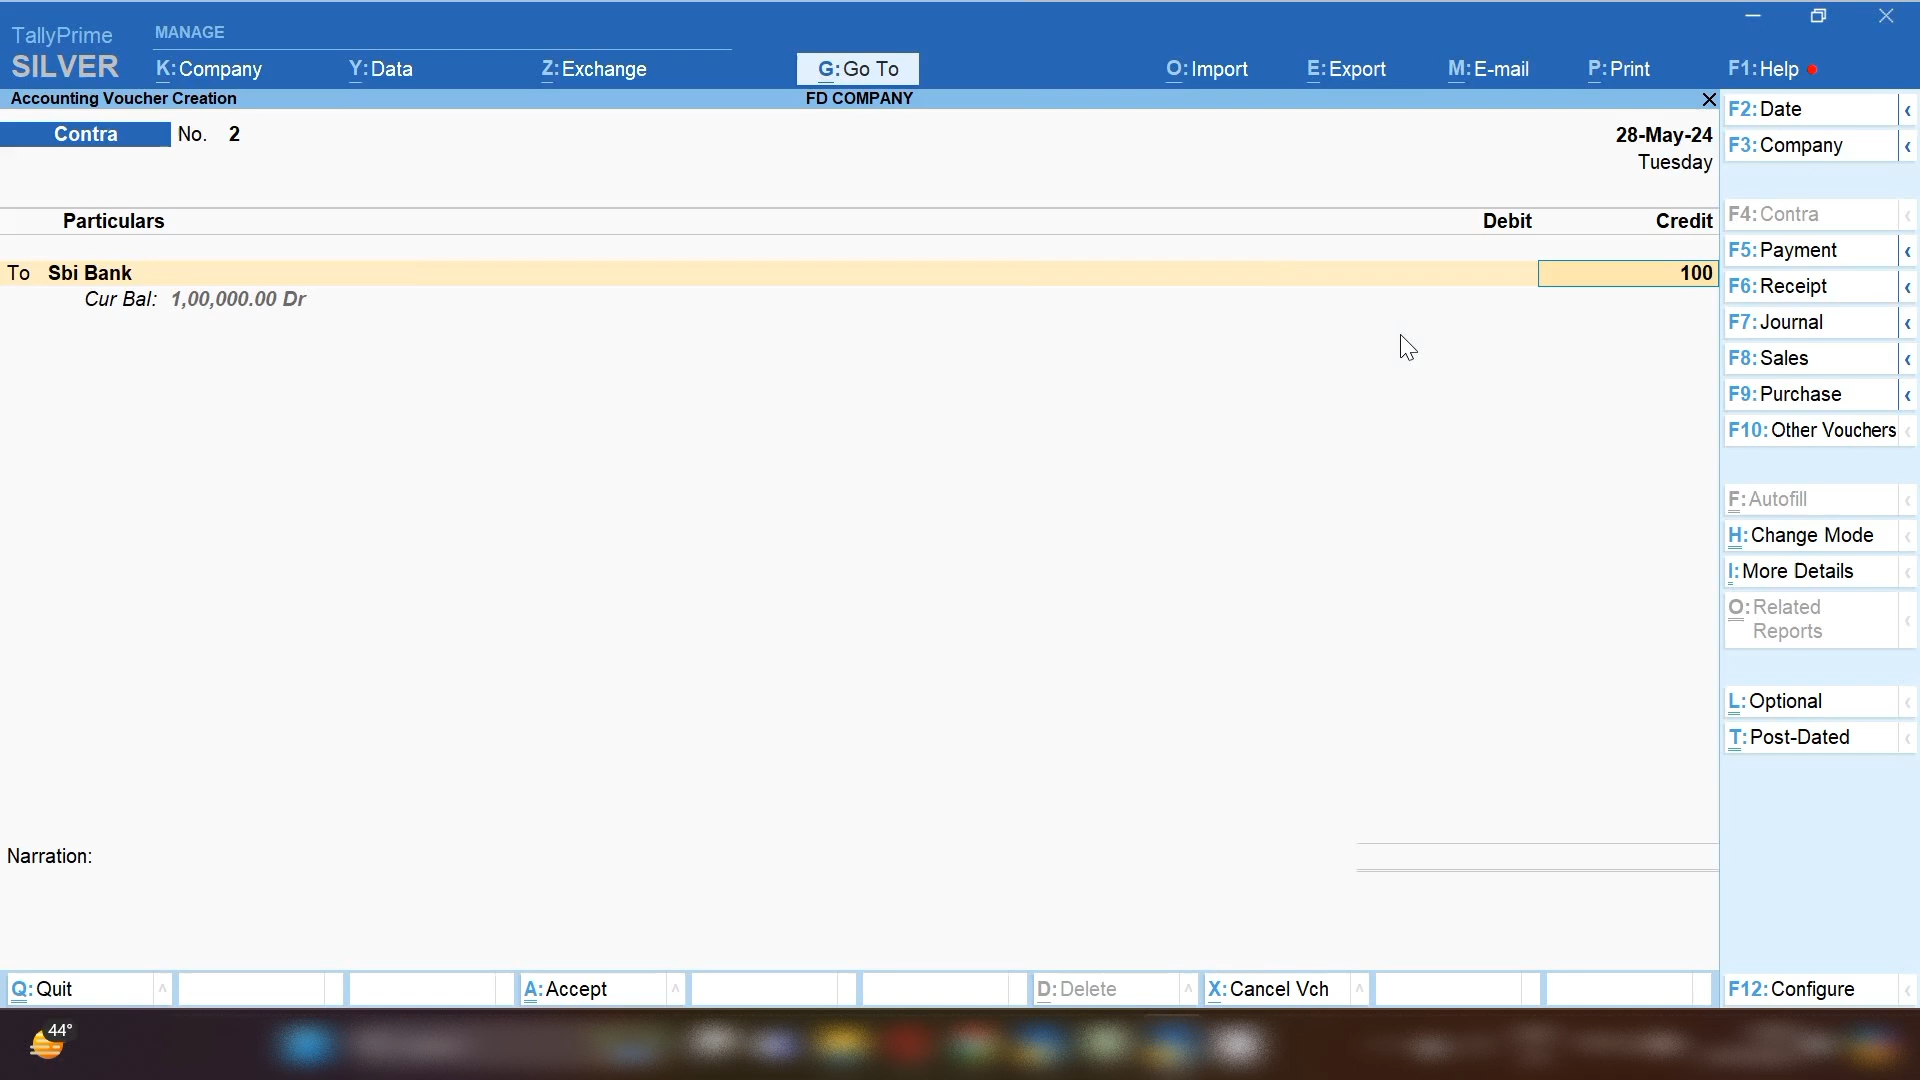 TallyPrime
SILVER
MANAGE
K: Company Y: Data Z: Exchange G: Go To O: Import E: Export M: E-mail P: Print F1: Help
Accounting Voucher Creation FD COMPANY
Contra No. 2 28-May-24
Tuesday
Particulars Debit Credit
To Sbi Bank 100
Cur Bal: 1,00,000.00 Dr
Narration:
F2: Date
F3: Company
F4: Contra
F5: Payment
F6: Receipt
F7: Journal
F8: Sales
F9: Purchase
F10: Other Vouchers
F: Autofill
H: Change Mode
I: More Details
O: Related
Reports
L: Optional
T: Post-Dated
Q: Quit A: Accept D: Delete X: Cancel Vch F12: Configure
44°